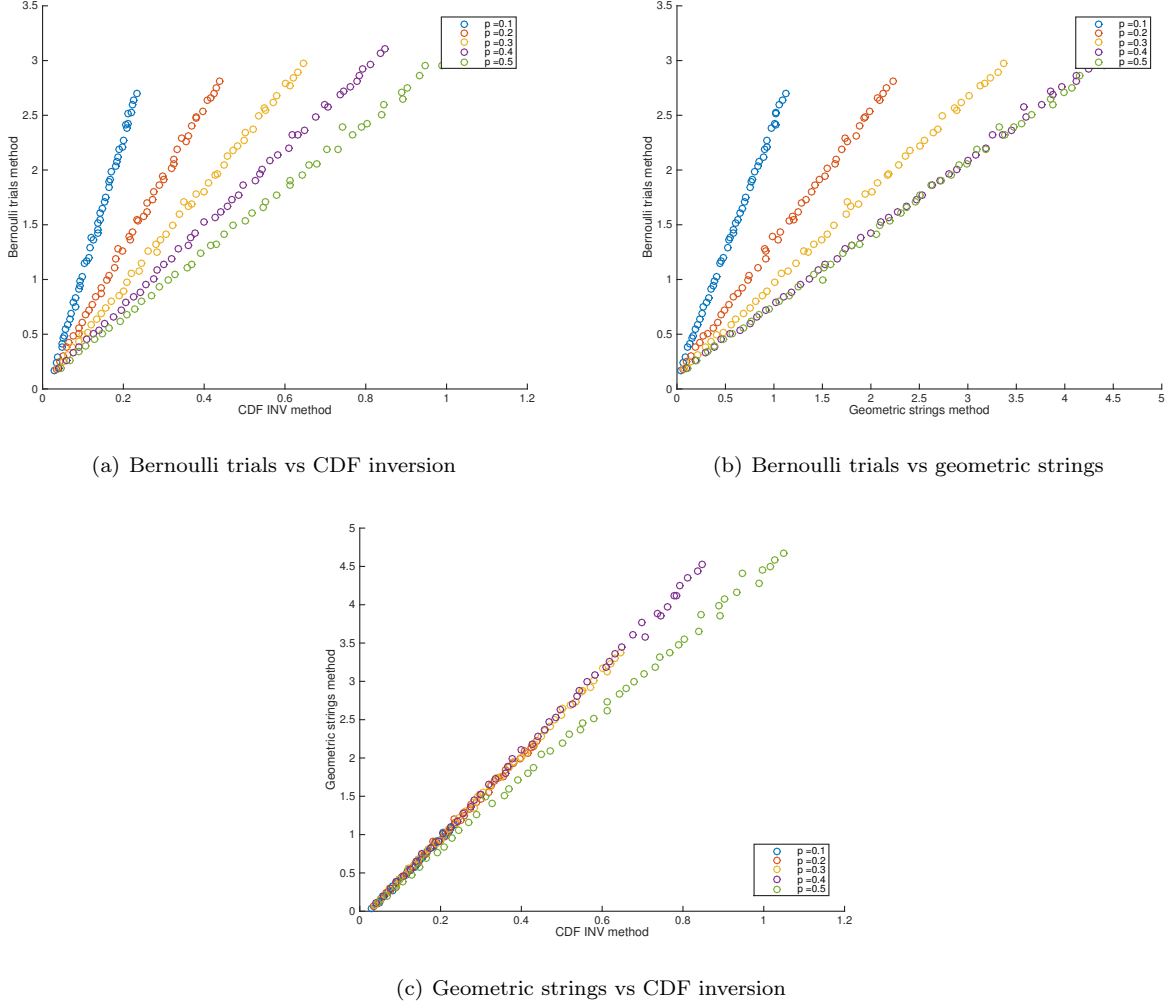 3.5
3
2.5
2
1.5
1
0.5
0
Bernoulli trials method
0 0.2 0.4 0.6 0.8 1 1.2
CDF INV method
p =0.1
p =0.2
p =0.3
p =0.4
p =0.5
(a) Bernoulli trials vs CDF inversion
3.5
3
2.5
2
1.5
1
0.5
0
Bernoulli trials method
0 0.5 1 1.5 2 2.5 3 3.5 4 4.5 5
Geometric strings method
p =0.1
p =0.2
p =0.3
p =0.4
p =0.5
(b) Bernoulli trials vs geometric strings
5
4.5
4
3.5
3
2.5
2
1.5
1
0.5
0
Geometric strings method
0 0.2 0.4 0.6 0.8 1 1.2
CDF INV method
p =0.1
p =0.2
p =0.3
p =0.4
p =0.5
(c) Geometric strings vs CDF inversion